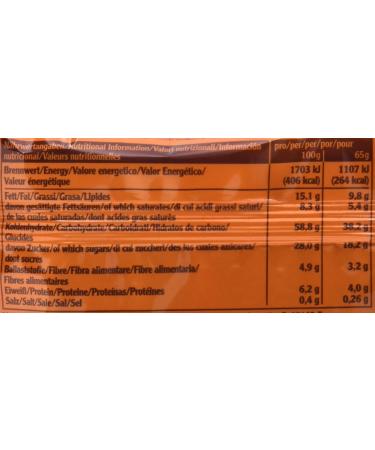 Nährwertangaben/Nutritional Information/Valori nutrizionali/Información
nutricional/Valeurs nutritionnelles
pro/per/per/por/pour
100g 65g
Brennwert/Energy/Valore energetico/Valor Energético/
Valeur énergétique
1703 kJ 1107 kJ
(406 kcal) (264 kcal)
Fett/Fat/Grassi/Grasa/Lipides 15,1 g 9,8 g
davon gesättigte Fettsäuren/of which saturates/di cui acidi grassi saturi/ 8,3 g 5,4 g
de las cuales saturadas/dont acides gras saturés
Kohlenhydrate/Carbohydrate/Carboidrati/Hidratos de carbono/ 58,8 g 38,2 g
Glucides
davon Zucker/of which sugars/di cui zuccheri/de los cuales azúcares/ 28,0 g 18,2 g
dont sucres
Ballaststoffe/Fibre/Fibra alimentare/Fibra alimentaria/ 4,9 g 3,2 g
Fibres alimentaires
Eiweiß/Protein/Proteine/Proteínas/Protéines 6,2 g 4,0 g
Salz/Salt/Sale/Sal/Sel 0,4 g 0,26 g